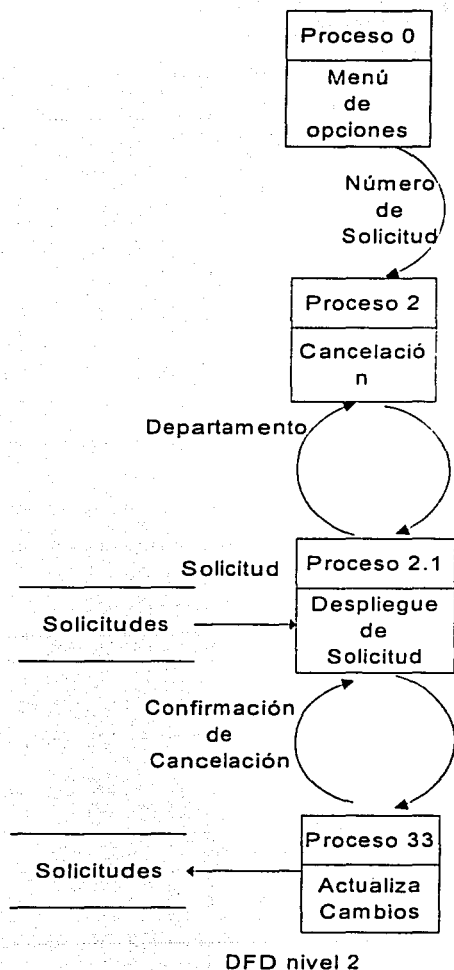 Proceso 0
Menú
de
opciones
Número
de
Solicitud
Proceso 2
Cancelació
n
Departamento
Solicitud
Proceso 2.1
Solicitudes
Despliegue
de
Solicitud
Confirmación
de
Cancelación
Proceso 33
Solicitudes
Actualiza
Cambios
DFD nivel 2